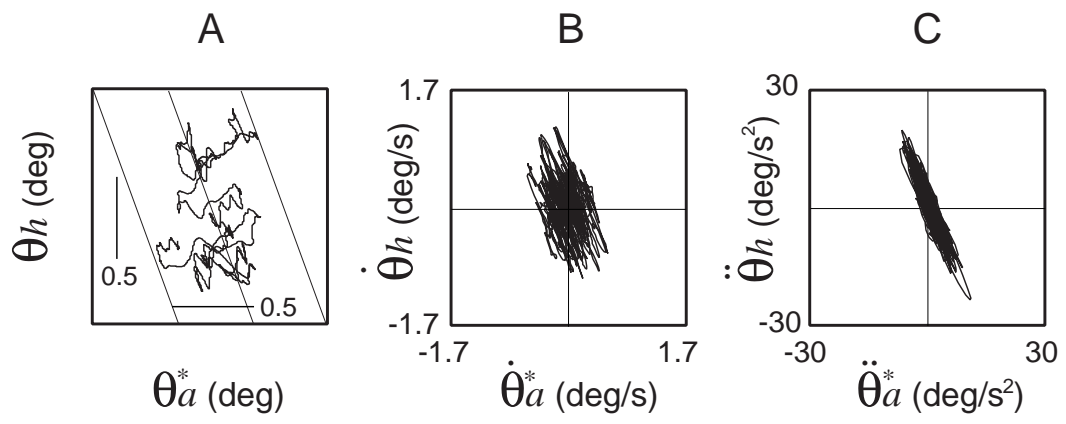 A
B
C
θh (deg)
0.5
0.5
θ*a (deg)
1.7
θ̇h (deg/s)
-1.7
-1.7
1.7
θ̇*a (deg/s)
30
θ̈h (deg/s²)
-30
-30
30
θ̈*a (deg/s²)